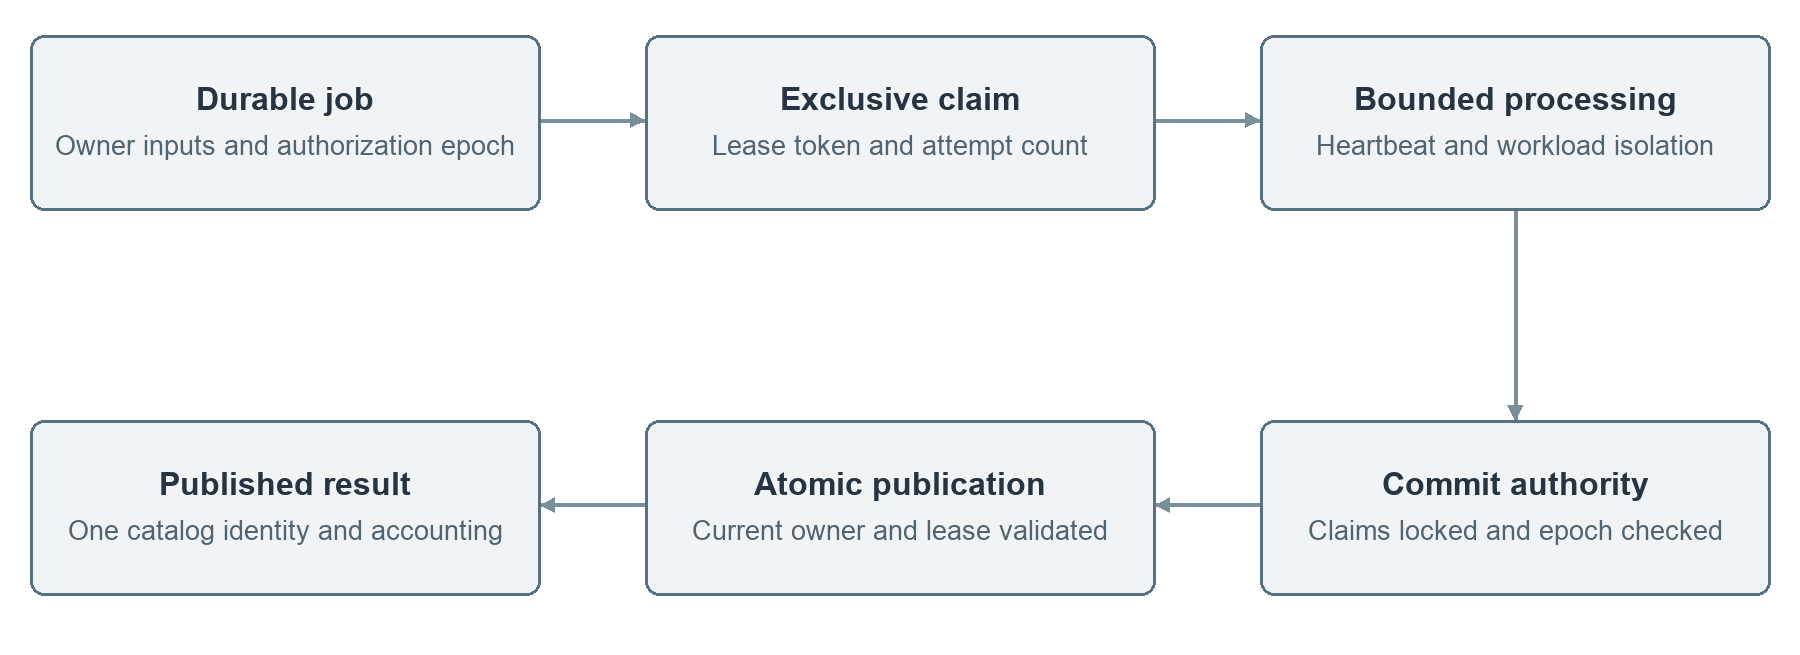 Durable job
Owner inputs and authorization epoch
Exclusive claim
Lease token and attempt count
Bounded processing
Heartbeat and workload isolation
Published result
One catalog identity and accounting
Atomic publication
Current owner and lease validated
Commit authority
Claims locked and epoch checked